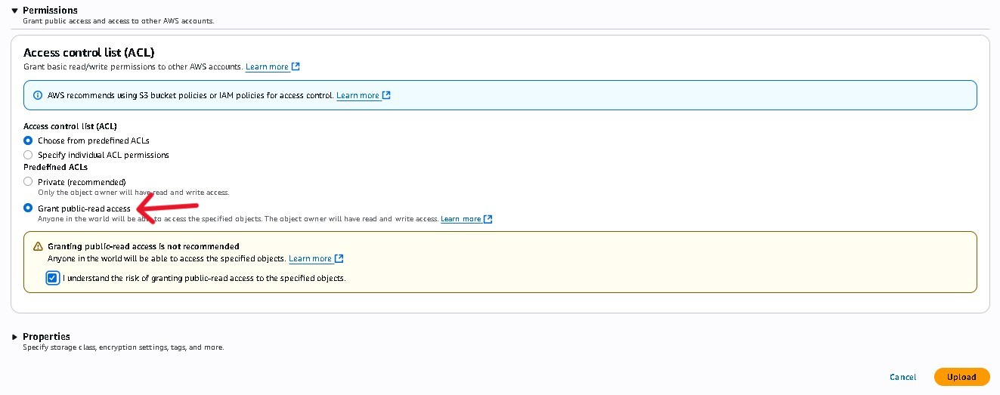 Permissions
Grant public access and access to other AWS accounts.
Access control list (ACL)
Grant basic read/write permissions to other AWS accounts. Learn more
AWS recommends using S3 bucket policies or IAM policies for access control. Learn more
Access control list (ACL)
Choose from predefined ACLs
Specify individual ACL permissions
Predefined ACLs
Private (recommended)
Only the object owner will have read and write access.
Grant public-read access
Anyone in the world will be able to access the specified objects. The object owner will have read and write access. Learn more
Granting public-read access is not recommended
Anyone in the world will be able to access the specified objects. Learn more
I understand the risk of granting public-read access to the specified objects.
Properties
Specify storage class, encryption settings, tags, and more.
Cancel Upload